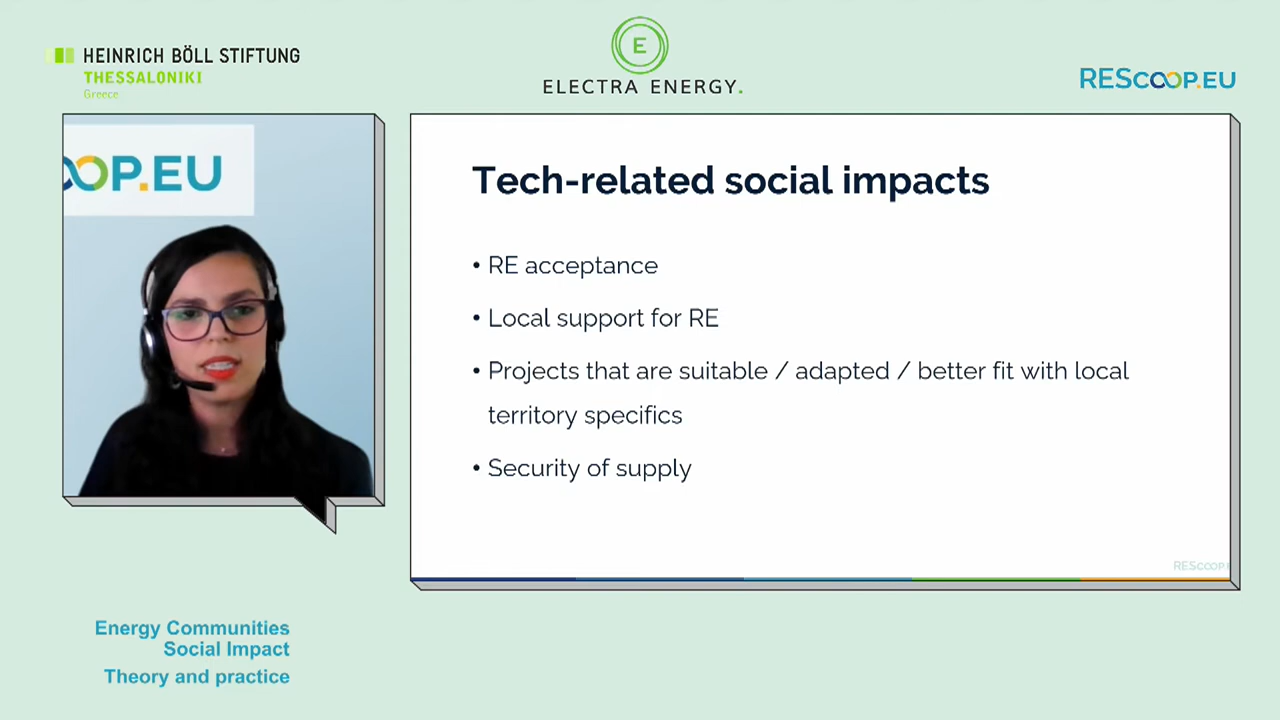 HEINRICH BÖLL STIFTUNG
THESSALONIKI
Greece
E
ELECTRA ENERGY.
REScooP.EU
OOP.EU
Tech-related social impacts
• RE acceptance
• Local support for RE
• Projects that are suitable / adapted / better fit with local
territory specifics
• Security of supply
REScoop
Energy Communities
Social Impact
Theory and practice